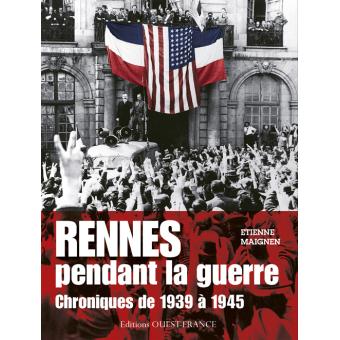 ETIENNE
MAIGNEN
RENNES
pendant la guerre
Chroniques de 1939 à 1945
Editions OUEST-FRANCE